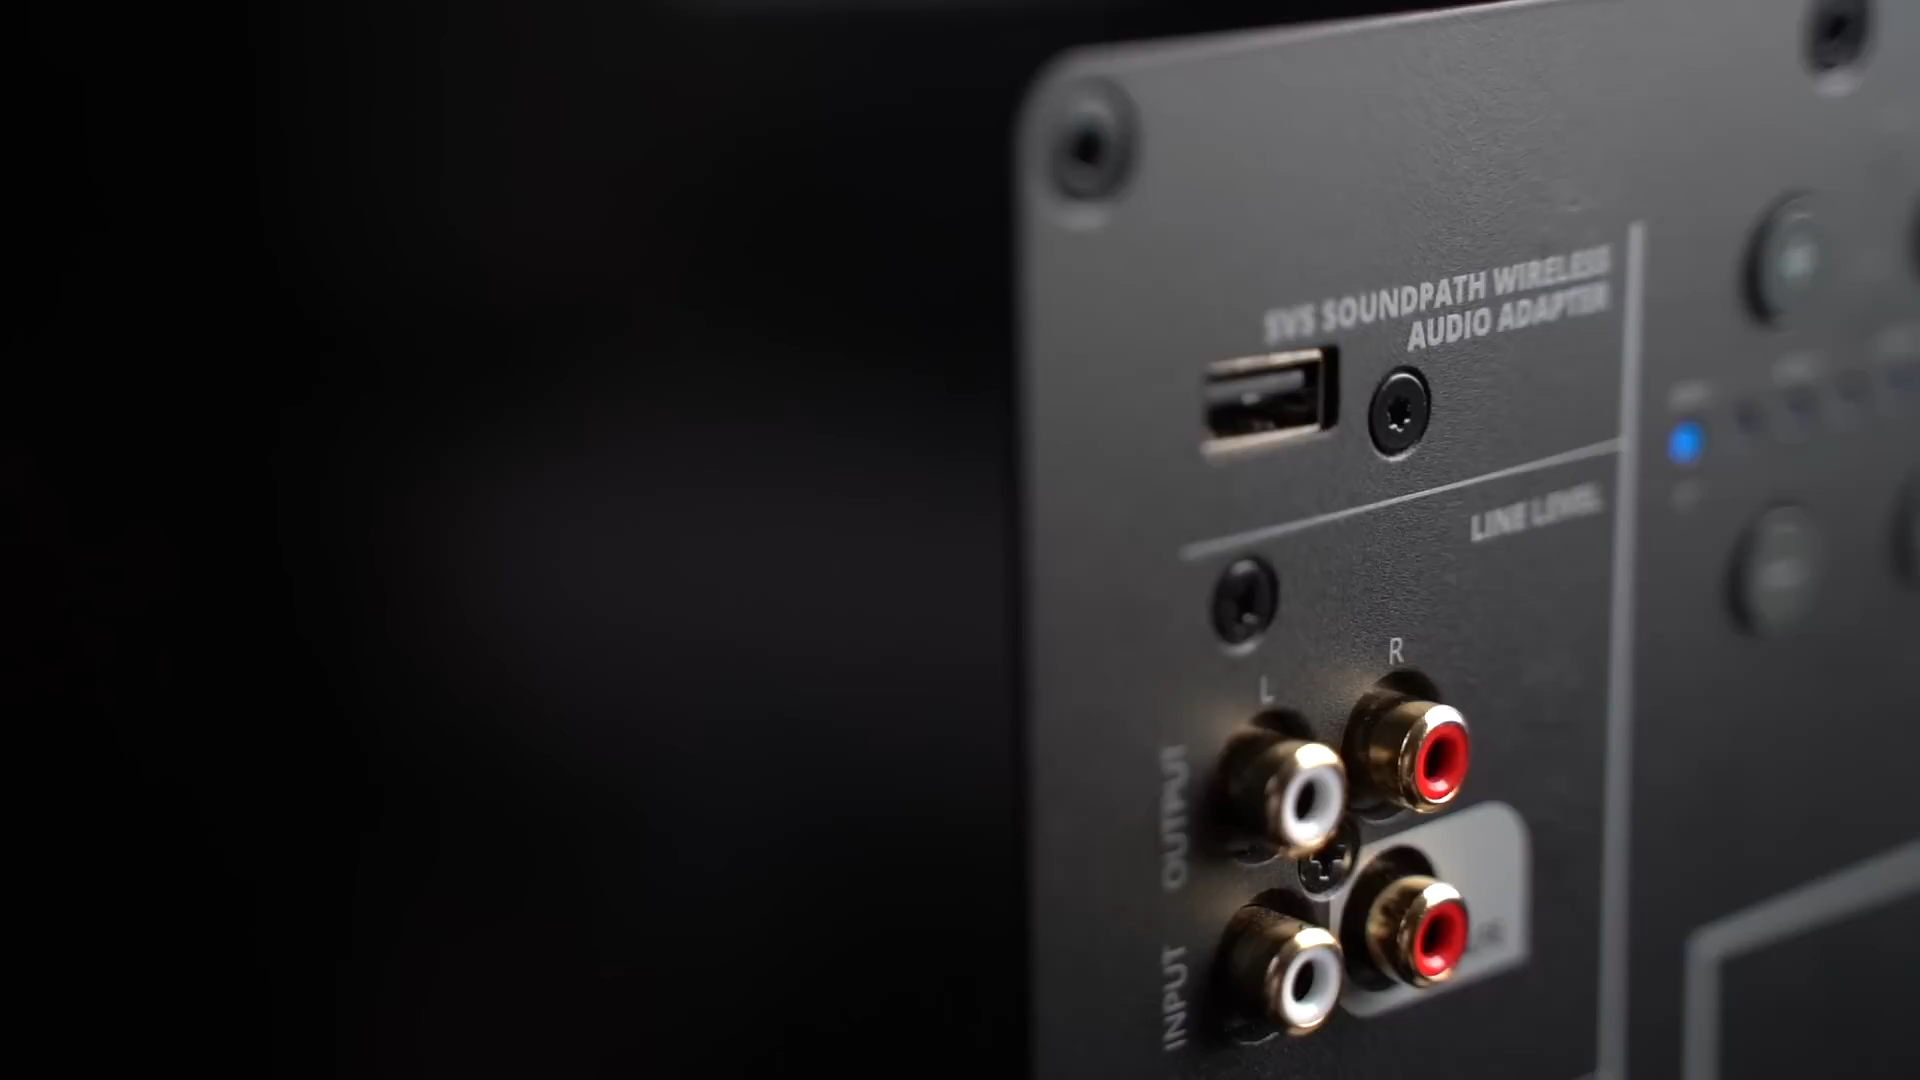 SVS SOUNDPATH WIRELESS
AUDIO ADAPTER
LINE LEVEL
R
L
OUTPUT
INPUT